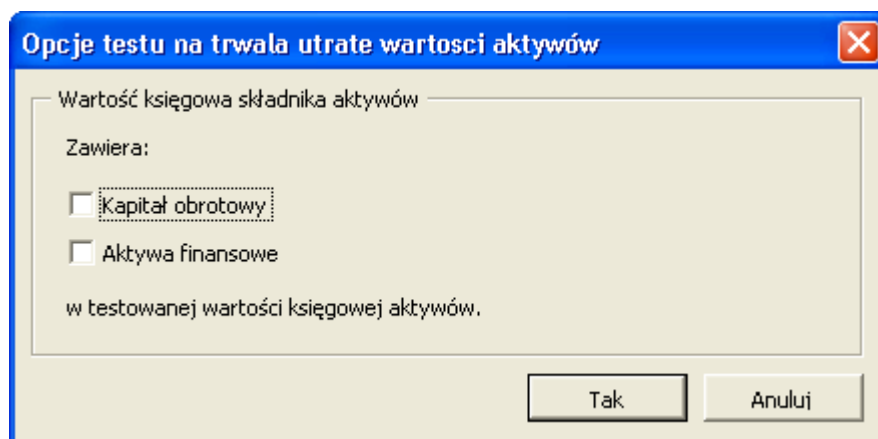 Opcje testu na trwala utrate wartosci aktywów
Wartość księgowa składnika aktywów
Zawiera:
Kapitał obrotowy
Aktywa finansowe
w testowanej wartości księgowej aktywów.
Tak
Anuluj